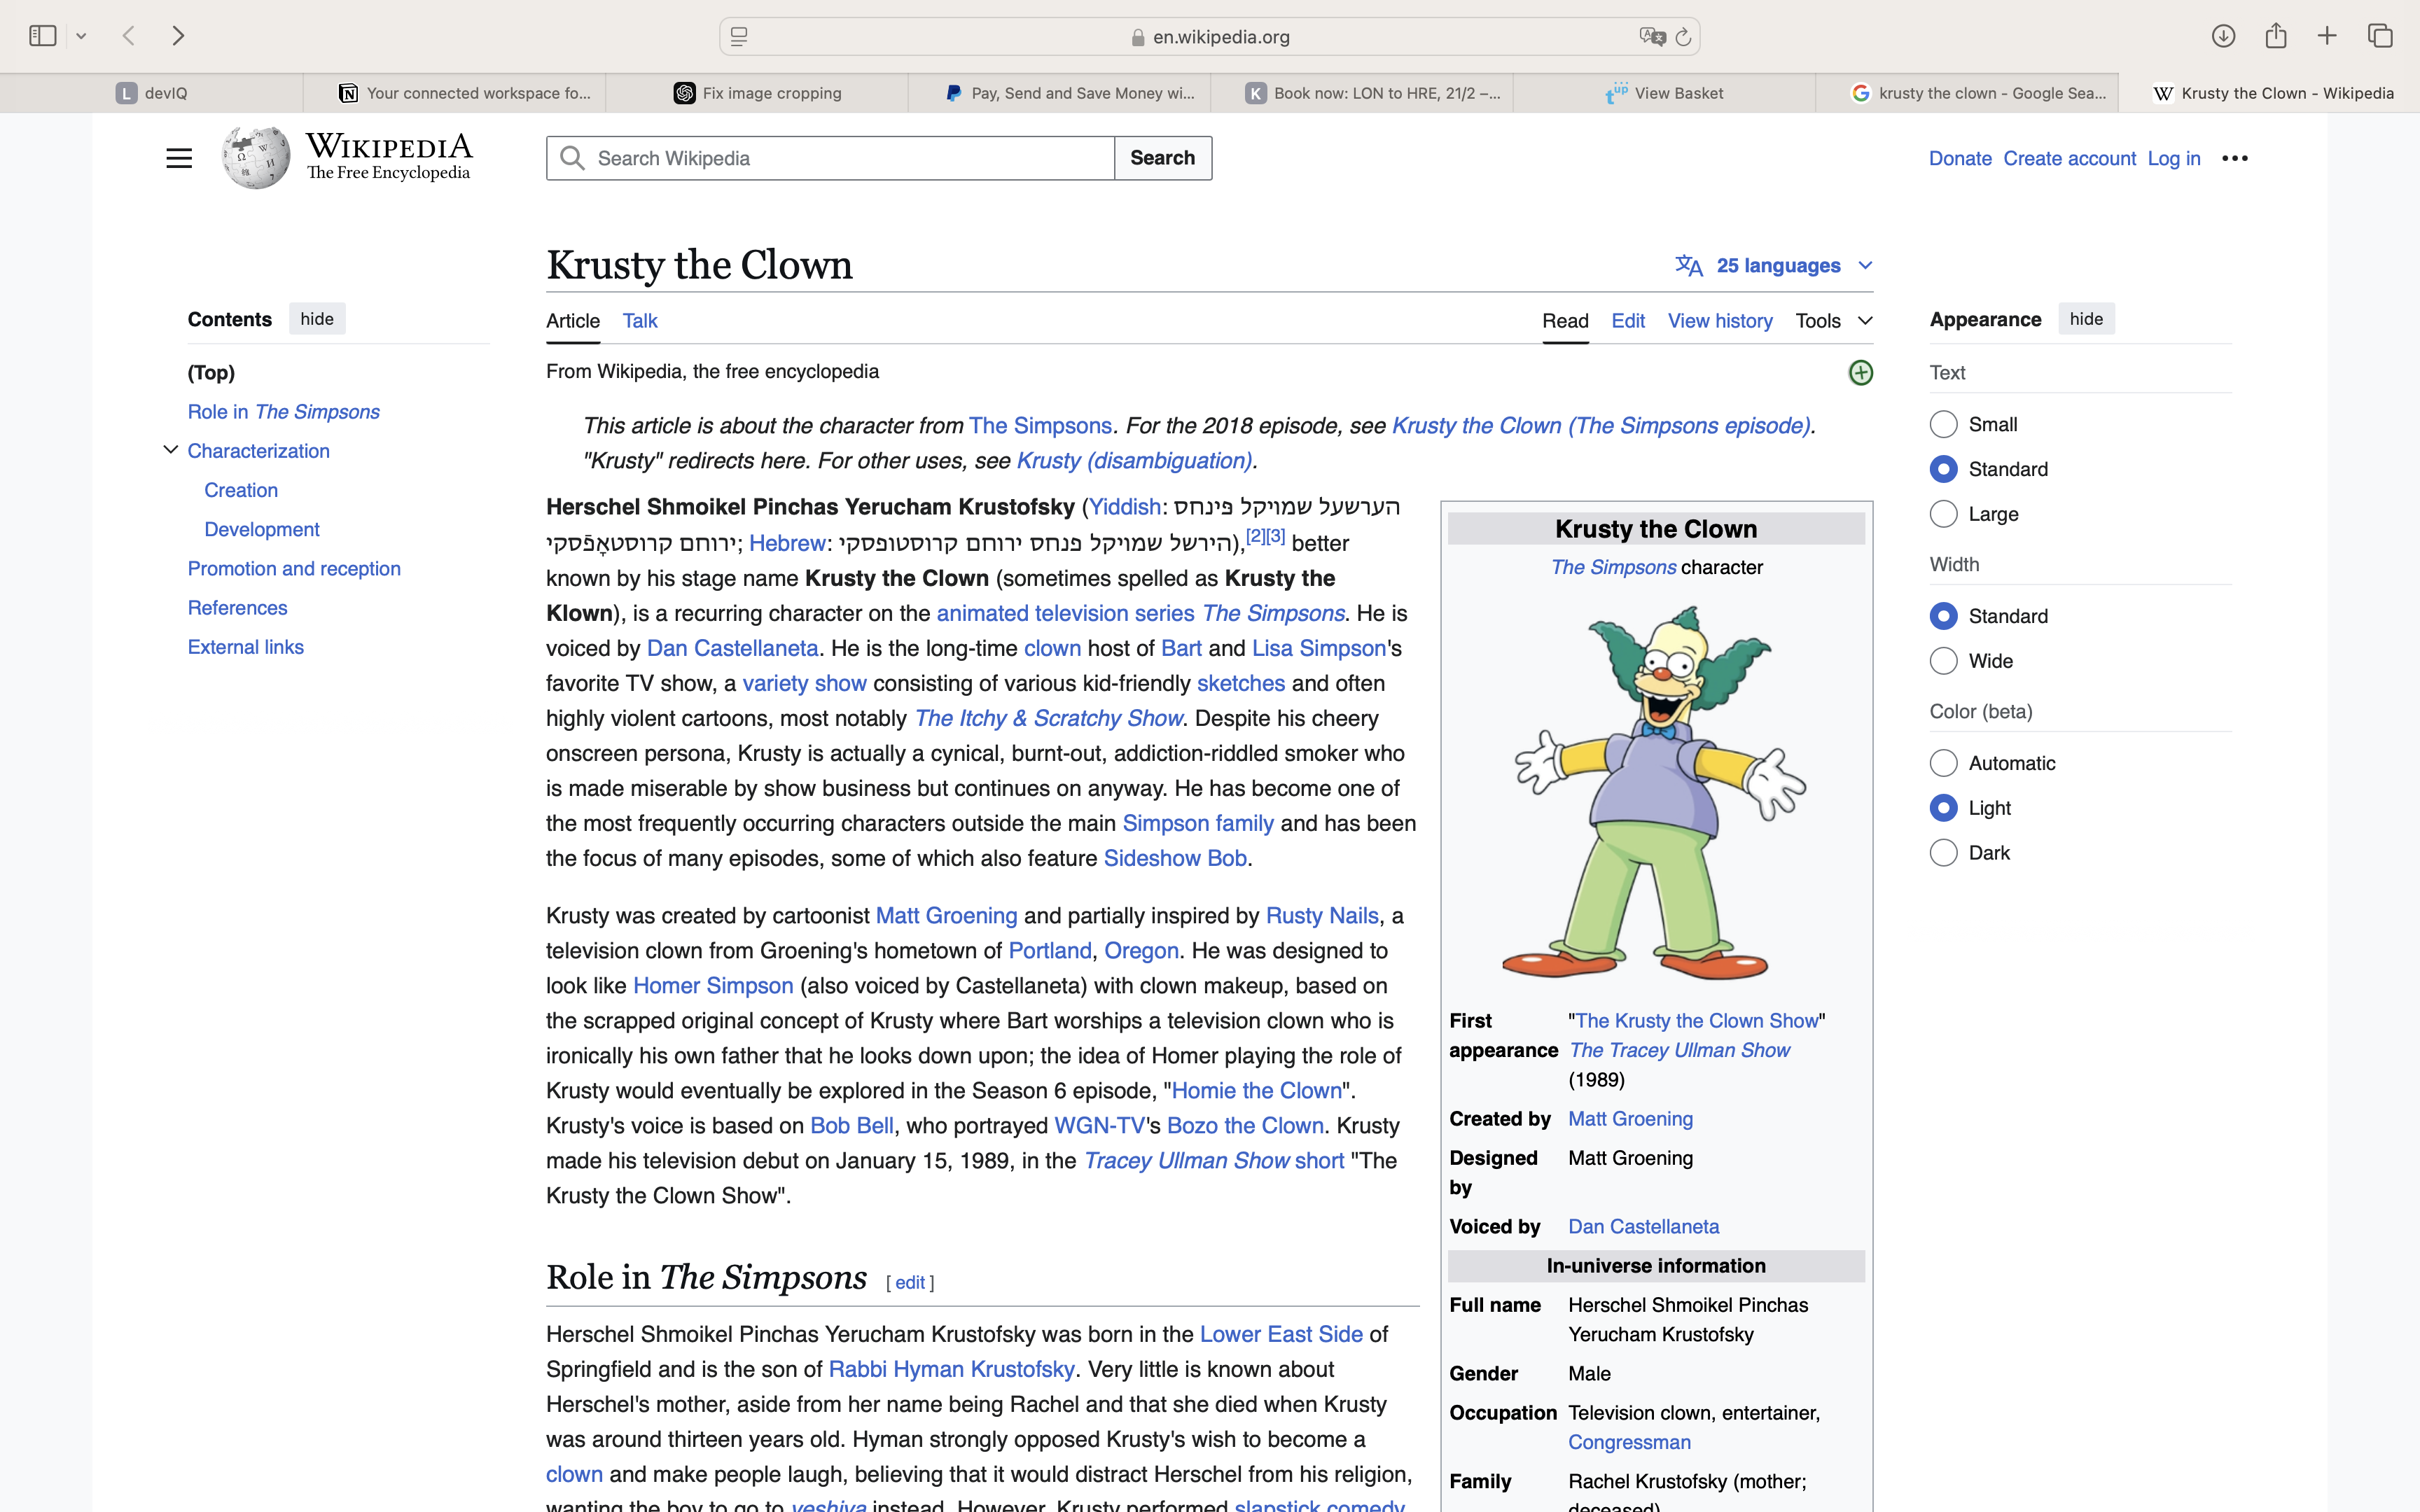 en.wikipedia.org
L devIQ
Your connected workspace fo...
Fix image cropping
Pay, Send and Save Money wi...
K Book now: LON to HRE, 21/2 –...
tup View Basket
krusty the clown - Google Sea...
W Krusty the Clown - Wikipedia
WIKIPEDIA
The Free Encyclopedia
Search Wikipedia
Search
Donate Create account Log in
Krusty the Clown
25 languages
Contents hide
(Top)
Role in The Simpsons
Characterization
Creation
Development
Promotion and reception
References
External links
Article Talk
Read Edit View history Tools
From Wikipedia, the free encyclopedia
This article is about the character from The Simpsons. For the 2018 episode, see Krusty the Clown (The Simpsons episode).
"Krusty" redirects here. For other uses, see Krusty (disambiguation).
Herschel Shmoikel Pinchas Yerucham Krustofsky (Yiddish: הערשעל שמויקל פּינחס
ירוחם קרוסטאָפֿסקי; Hebrew: הירשל שמויקל פנחס ירוחם קרוסטופסקי),[2][3] better
known by his stage name Krusty the Clown (sometimes spelled as Krusty the
Klown), is a recurring character on the animated television series The Simpsons. He is
voiced by Dan Castellaneta. He is the long-time clown host of Bart and Lisa Simpson's
favorite TV show, a variety show consisting of various kid-friendly sketches and often
highly violent cartoons, most notably The Itchy & Scratchy Show. Despite his cheery
onscreen persona, Krusty is actually a cynical, burnt-out, addiction-riddled smoker who
is made miserable by show business but continues on anyway. He has become one of
the most frequently occurring characters outside the main Simpson family and has been
the focus of many episodes, some of which also feature Sideshow Bob.
Krusty was created by cartoonist Matt Groening and partially inspired by Rusty Nails, a
television clown from Groening's hometown of Portland, Oregon. He was designed to
look like Homer Simpson (also voiced by Castellaneta) with clown makeup, based on
the scrapped original concept of Krusty where Bart worships a television clown who is
ironically his own father that he looks down upon; the idea of Homer playing the role of
Krusty would eventually be explored in the Season 6 episode, "Homie the Clown".
Krusty's voice is based on Bob Bell, who portrayed WGN-TV's Bozo the Clown. Krusty
made his television debut on January 15, 1989, in the Tracey Ullman Show short "The
Krusty the Clown Show".
Role in The Simpsons [ edit ]
Herschel Shmoikel Pinchas Yerucham Krustofsky was born in the Lower East Side of
Springfield and is the son of Rabbi Hyman Krustofsky. Very little is known about
Herschel's mother, aside from her name being Rachel and that she died when Krusty
was around thirteen years old. Hyman strongly opposed Krusty's wish to become a
clown and make people laugh, believing that it would distract Herschel from his religion,
wanting the boy to go to yeshiva instead. However, Krusty performed slapstick comedy
Krusty the Clown
The Simpsons character
First appearance "The Krusty the Clown Show"
The Tracey Ullman Show
(1989)
Created by Matt Groening
Designed by Matt Groening
Voiced by Dan Castellaneta
In-universe information
Full name Herschel Shmoikel Pinchas
Yerucham Krustofsky
Gender Male
Occupation Television clown, entertainer,
Congressman
Family Rachel Krustofsky (mother;
deceased)
Appearance hide
Text
Small
Standard
Large
Width
Standard
Wide
Color (beta)
Automatic
Light
Dark